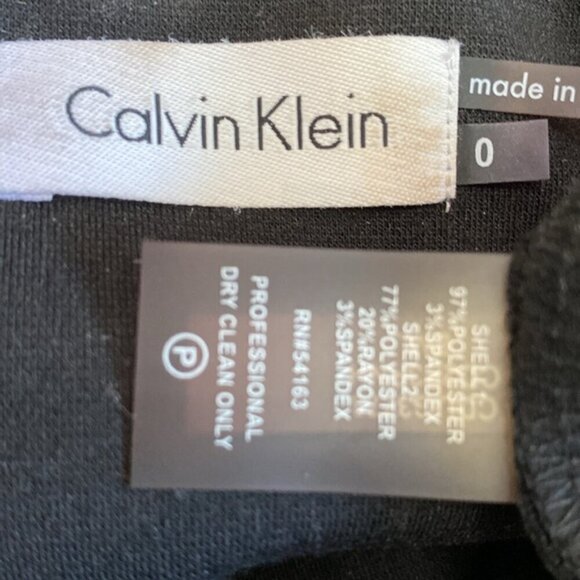 Calvin Klein
made in
0
SHELL
97%POLYESTER
3%SPANDEX
SHELL2
77%POLYESTER
20%RAYON
3%SPANDEX
RN#54163
PROFESSIONAL
DRY CLEAN ONLY
P